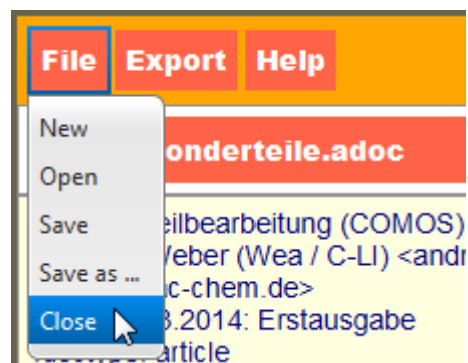 File Export Help
New
Open
Save
Save as ...
Close
onderteile.adoc
eilbearbeitung (COMOS)
eber (Wea / C-LI) <andr
c-chem.de>
3.2014: Erstausgabe
article